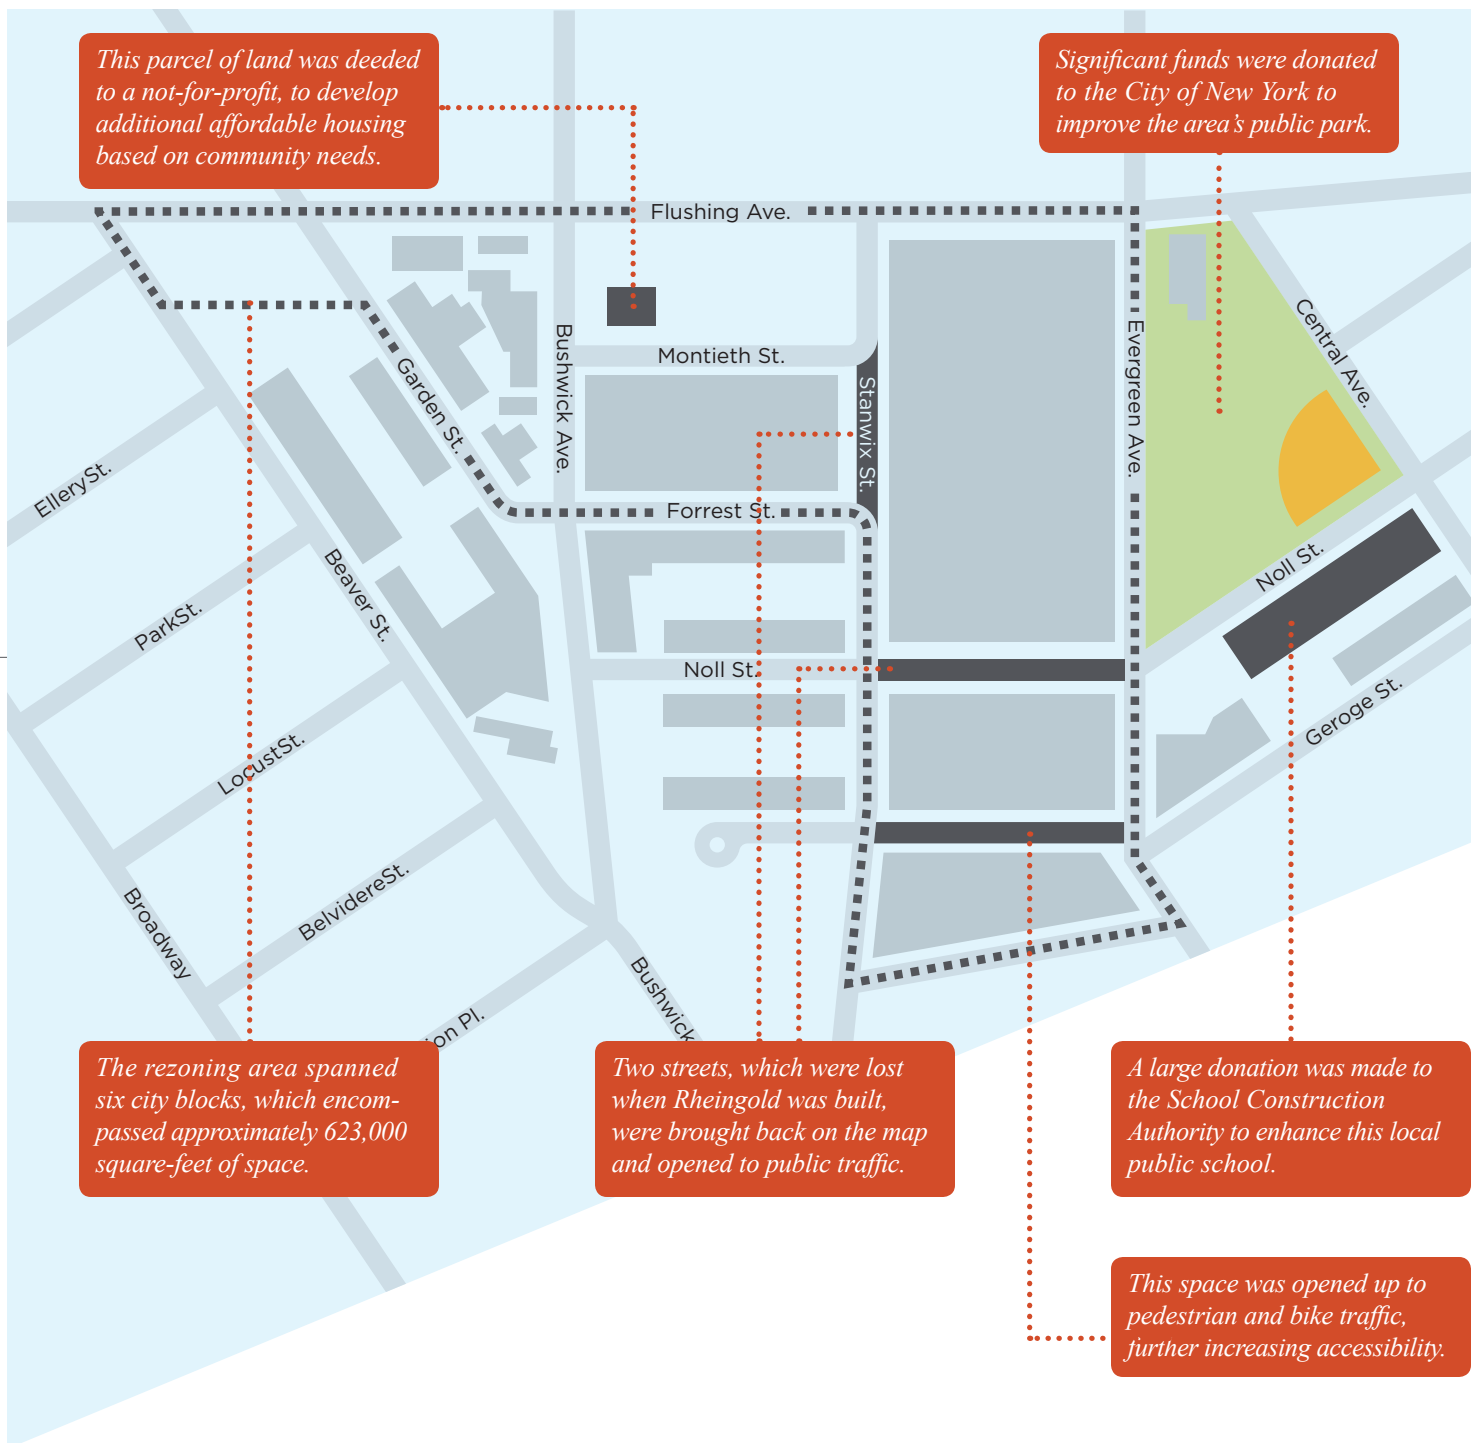 This parcel of land was deeded
to a not-for-profit, to develop
additional affordable housing
based on community needs.
Significant funds were donated
to the City of New York to
improve the area's public park.
Flushing Ave.
Montieth St.
Bushwick Ave.
Garden St.
Stanwix St.
Evergreen Ave.
Central Ave.
EllerySt.
Forrest St.
Noll St.
Beaver St.
ParkSt.
Noll St.
Geroge St.
LocustSt.
BelvidereSt.
Broadway
Bushwick
ion Pl.
The rezoning area spanned
six city blocks, which encom-
passed approximately 623,000
square-feet of space.
Two streets, which were lost
when Rheingold was built,
were brought back on the map
and opened to public traffic.
A large donation was made to
the School Construction
Authority to enhance this local
public school.
This space was opened up to
pedestrian and bike traffic,
further increasing accessibility.